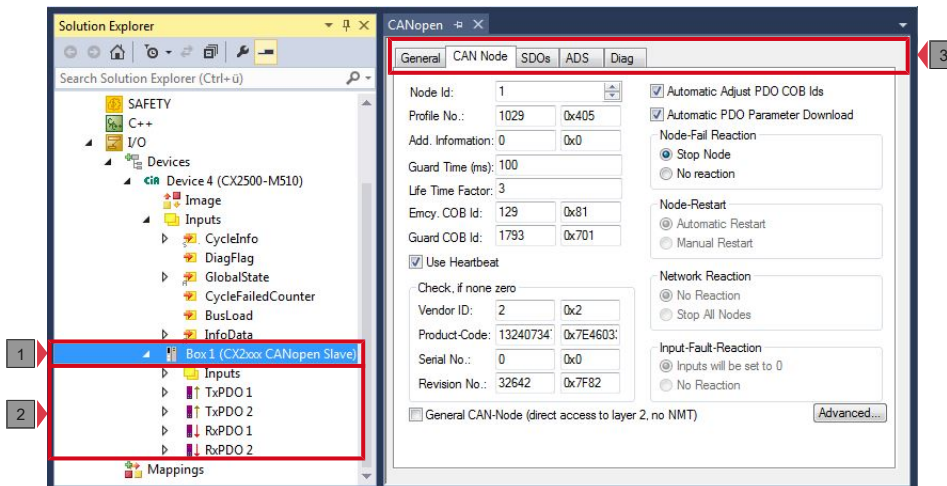 Solution Explorer
Search Solution Explorer (Ctrl+ü)
SAFETY
C++
I/O
Devices
CiA Device 4 (CX2500-M510)
Image
Inputs
CycleInfo
DiagFlag
GlobalState
CycleFailedCounter
BusLoad
InfoData
1
Box 1 (CX2xxx CANopen Slave)
2
Inputs
TxPDO 1
TxPDO 2
RxPDO 1
RxPDO 2
Mappings
CANopen
3
General CAN Node SDOs ADS Diag
Node Id: 1
Profile No.: 1029 0x405
Add. Information: 0 0x0
Guard Time (ms): 100
Life Time Factor: 3
Emcy. COB Id: 129 0x81
Guard COB Id: 1793 0x701
Use Heartbeat
Check, if none zero
Vendor ID: 2 0x2
Product-Code: 13240734 0x7E4603
Serial No.: 0 0x0
Revision No.: 32642 0x7F82
General CAN-Node (direct access to layer 2, no NMT)
Automatic Adjust PDO COB Ids
Automatic PDO Parameter Download
Node-Fail Reaction
Stop Node
No reaction
Node-Restart
Automatic Restart
Manual Restart
Network Reaction
No Reaction
Stop All Nodes
Input-Fault-Reaction
Inputs will be set to 0
No Reaction
Advanced...